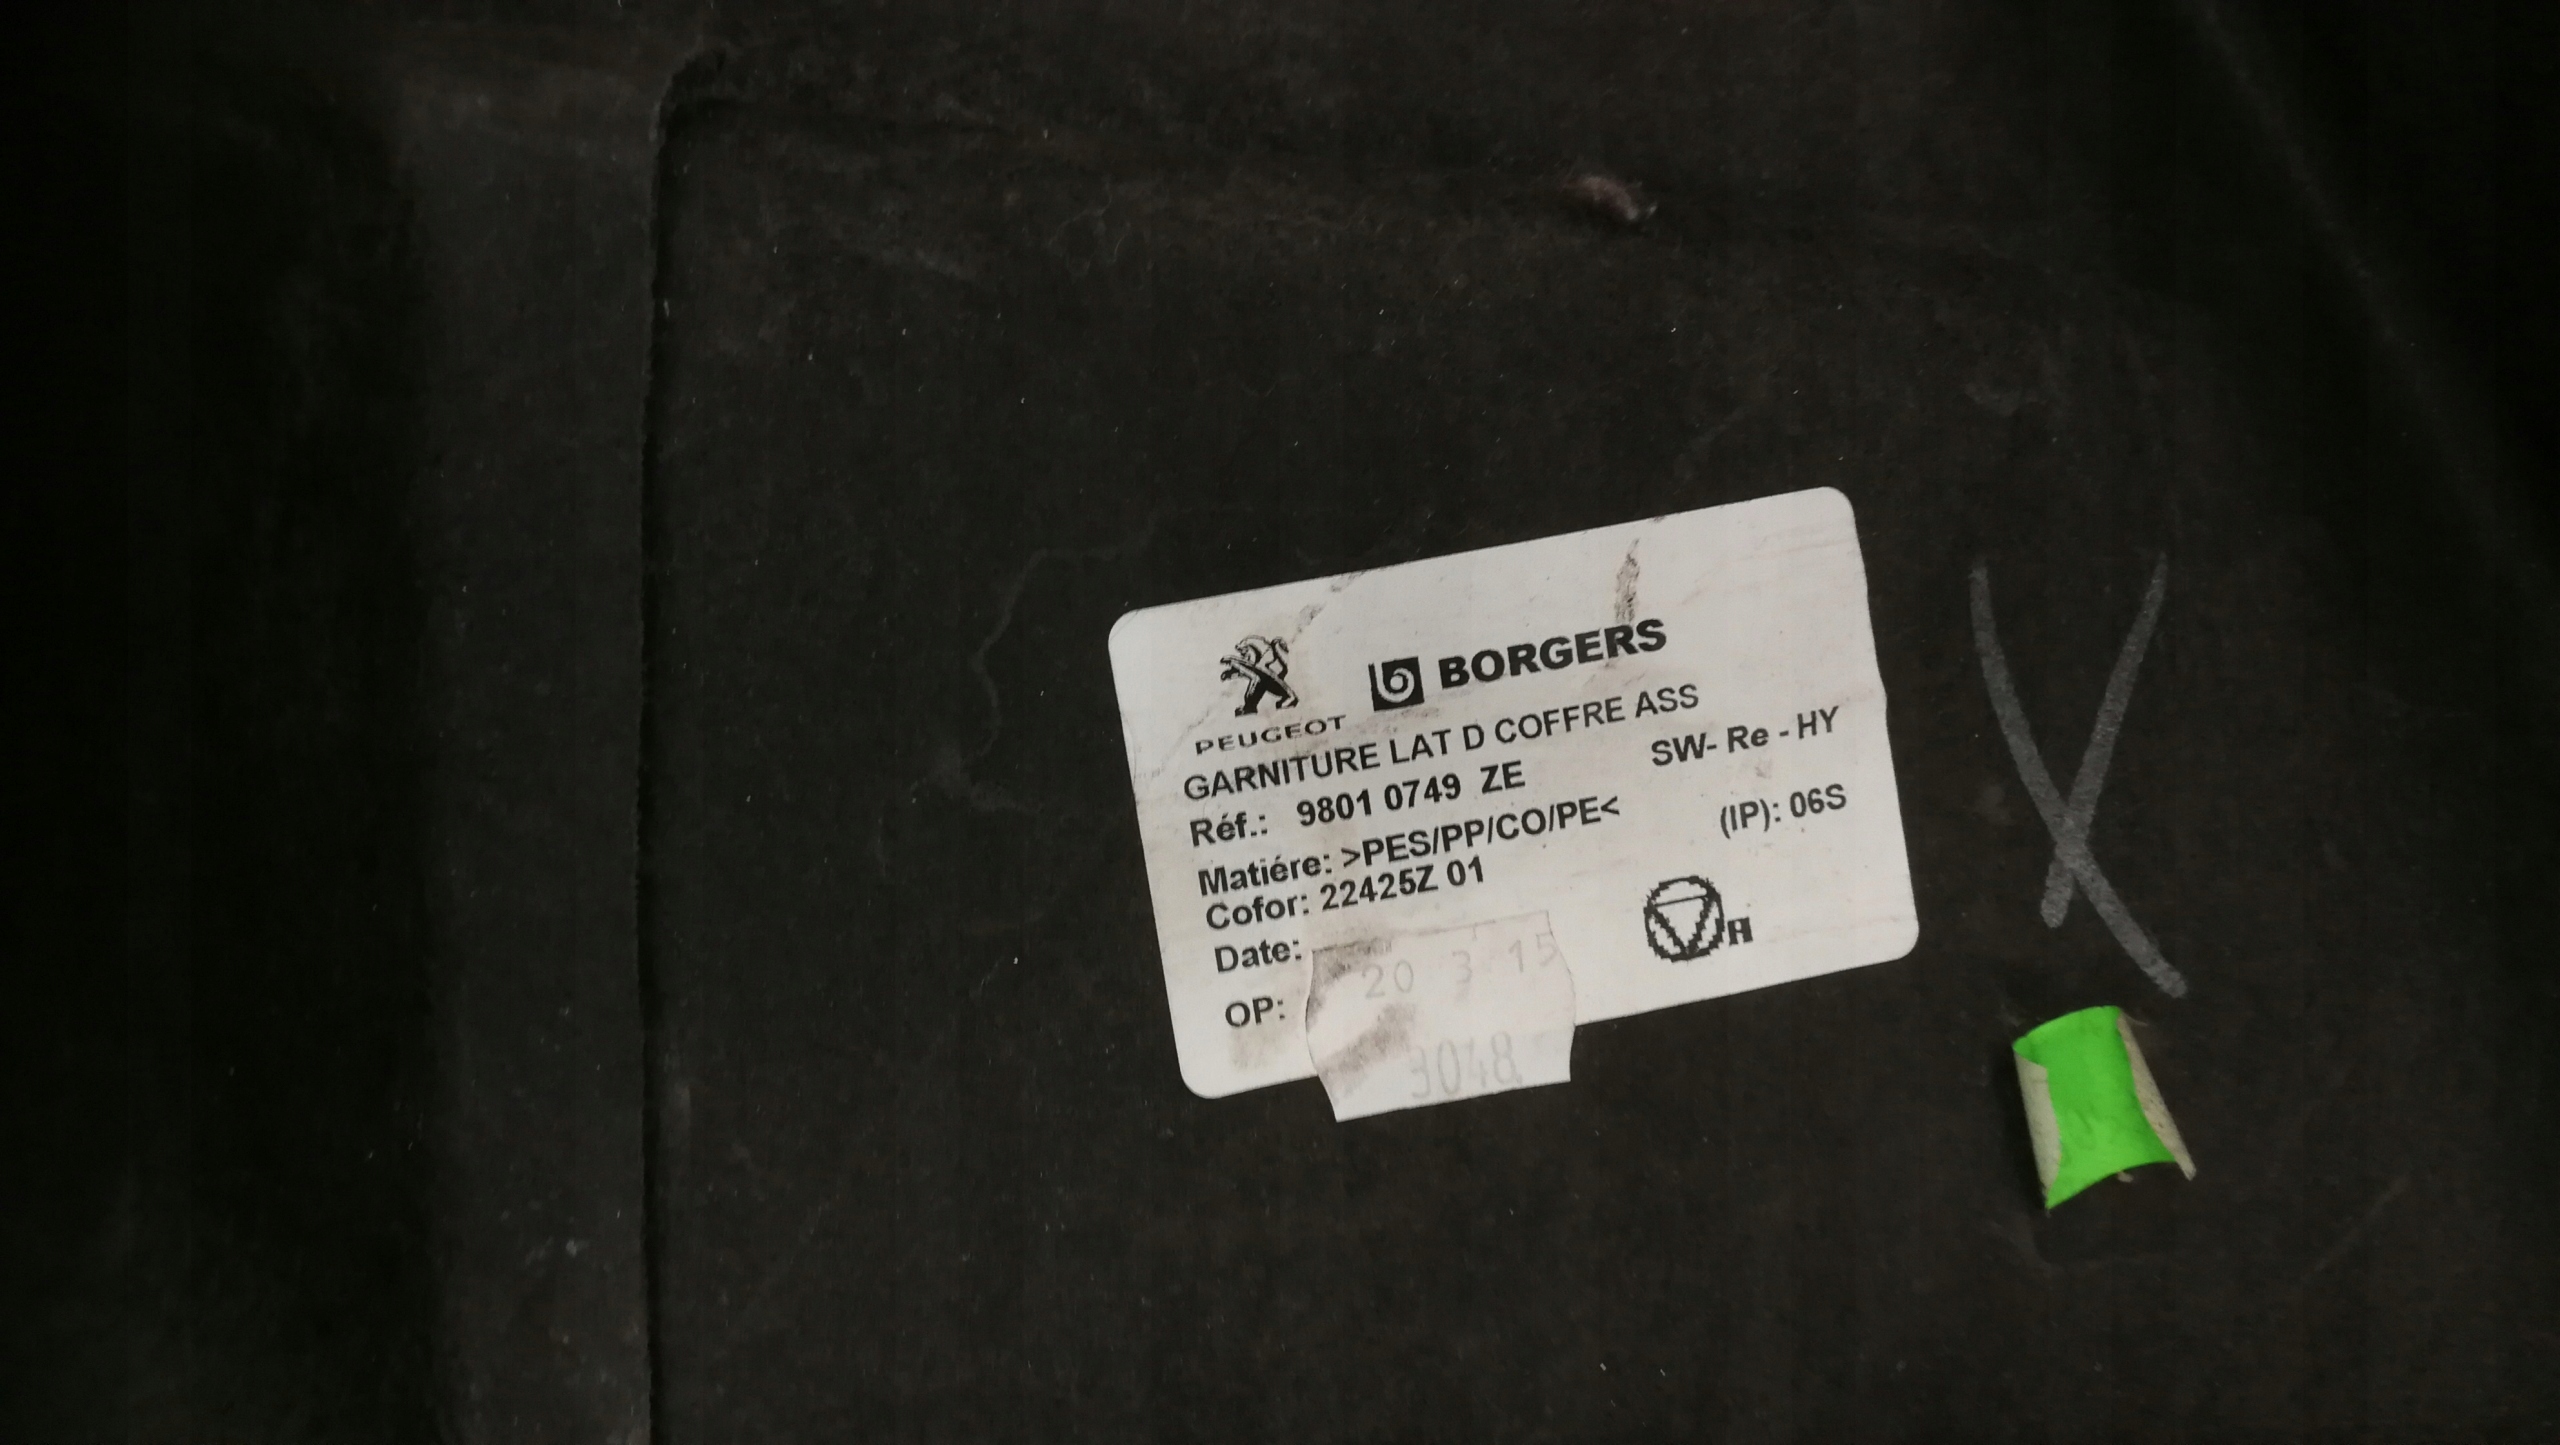 PEUGEOT
BORGERS
GARNITURE LAT D COFFRE ASS
SW- Re - HY
Réf.: 9801 0749 ZE
(IP): 06S
Matiére: >PES/PP/CO/PE<
Cofor: 22425Z 01
H
Date: 20 3 15
OP: 3048
X